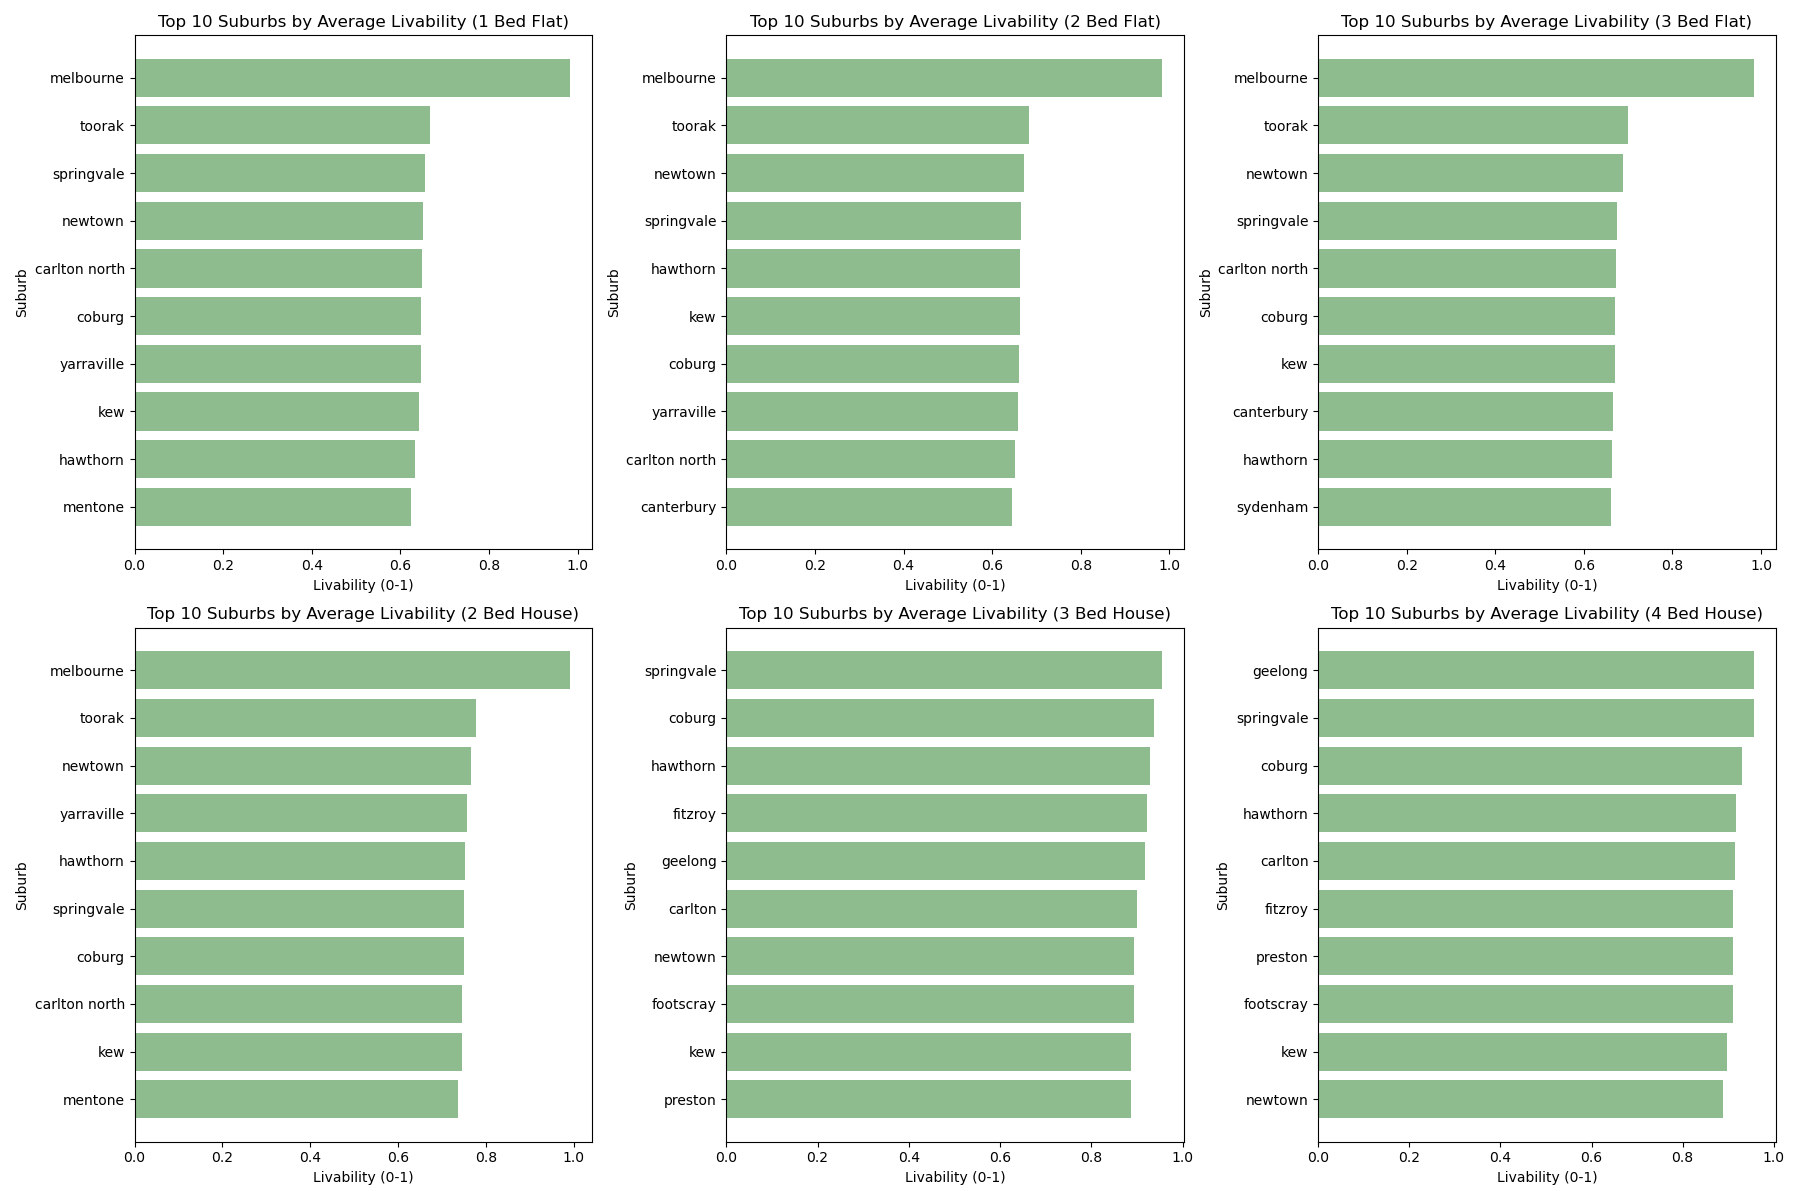 Top 10 Suburbs by Average Livability (1 Bed Flat)
Suburb
melbourne
toorak
springvale
newtown
carlton north
coburg
yarraville
kew
hawthorn
mentone
0.0 0.2 0.4 0.6 0.8 1.0
Livability (0-1)
Top 10 Suburbs by Average Livability (2 Bed Flat)
Suburb
melbourne
toorak
newtown
springvale
hawthorn
kew
coburg
yarraville
carlton north
canterbury
0.0 0.2 0.4 0.6 0.8 1.0
Livability (0-1)
Top 10 Suburbs by Average Livability (3 Bed Flat)
Suburb
melbourne
toorak
newtown
springvale
carlton north
coburg
kew
canterbury
hawthorn
sydenham
0.0 0.2 0.4 0.6 0.8 1.0
Livability (0-1)
Top 10 Suburbs by Average Livability (2 Bed House)
Suburb
melbourne
toorak
newtown
yarraville
hawthorn
springvale
coburg
carlton north
kew
mentone
0.0 0.2 0.4 0.6 0.8 1.0
Livability (0-1)
Top 10 Suburbs by Average Livability (3 Bed House)
Suburb
springvale
coburg
hawthorn
fitzroy
geelong
carlton
newtown
footscray
kew
preston
0.0 0.2 0.4 0.6 0.8 1.0
Livability (0-1)
Top 10 Suburbs by Average Livability (4 Bed House)
Suburb
geelong
springvale
coburg
hawthorn
carlton
fitzroy
preston
footscray
kew
newtown
0.0 0.2 0.4 0.6 0.8 1.0
Livability (0-1)